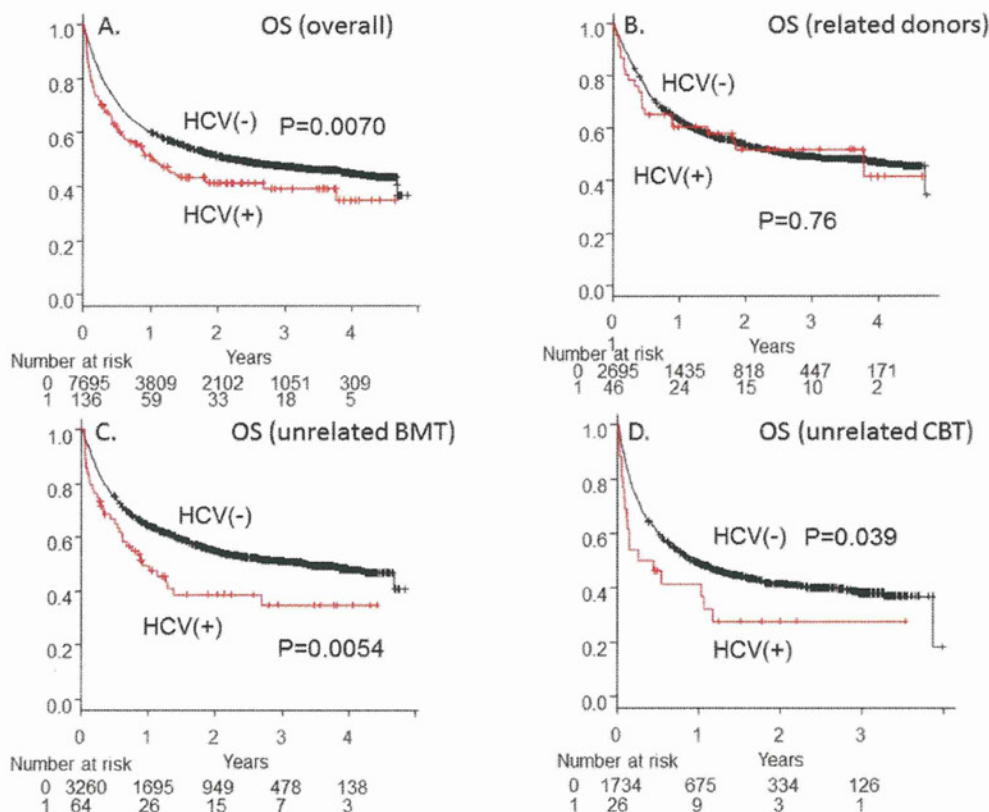 A. OS (overall)
1.0
0.8
0.6
0.4
0.2
0.0
HCV(-)
P=0.0070
HCV(+)
0 1 2 3 4
Years
Number at risk
0 7695 3809 2102 1051 309
1 136 59 33 18 5
B. OS (related donors)
1.0
0.8
0.6
0.4
0.2
0.0
HCV(-)
HCV(+)
P=0.76
0 1 2 3 4
1
Years
Number at risk
0 2695 1435 818 447 171
1 46 24 15 10 2
C. OS (unrelated BMT)
1.0
0.8
0.6
0.4
0.2
0.0
HCV(-)
HCV(+)
P=0.0054
0 1 2 3 4
Years
Number at risk
0 3260 1695 949 478 138
1 64 26 15 7 3
D. OS (unrelated CBT)
1.0
0.8
0.6
0.4
0.2
0.0
HCV(-) P=0.039
HCV(+)
0 1 2 3
Years
Number at risk
0 1734 675 334 126
1 26 9 3 1